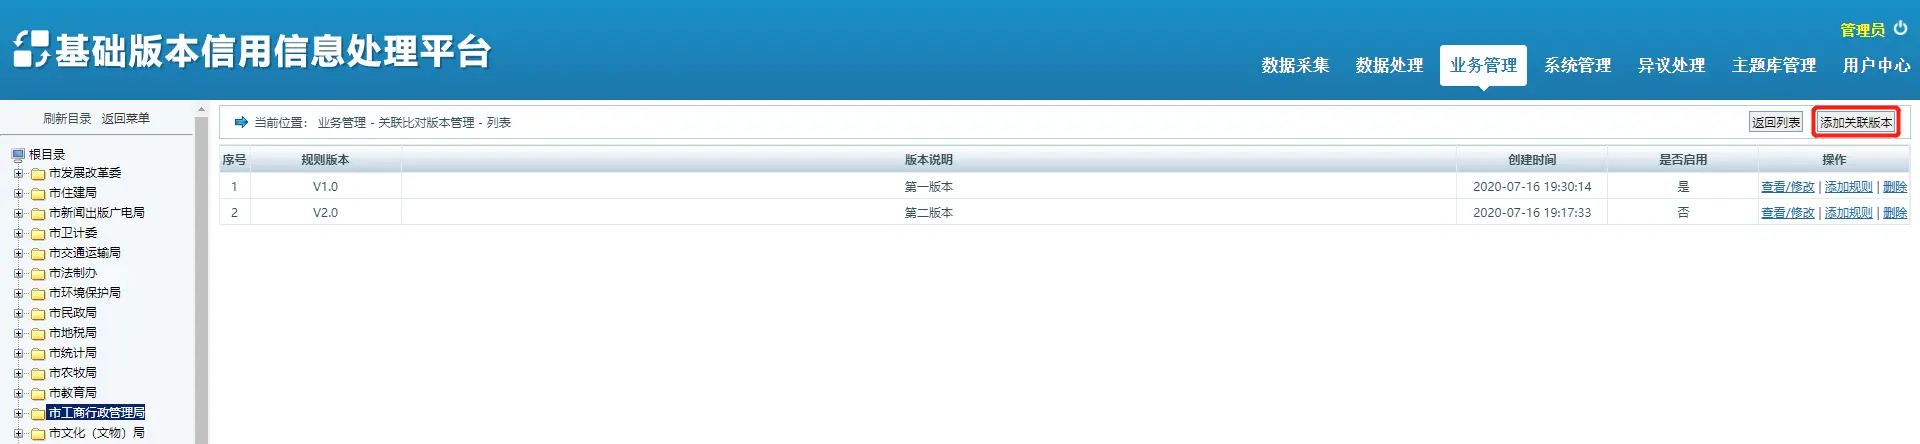 基础版本信用信息处理平台
管理员
数据采集 数据处理 业务管理 系统管理 异议处理 主题库管理 用户中心
刷新目录 返回菜单
当前位置： 业务管理 - 关联比对版本管理 - 列表 返回列表 添加关联版本
序号 规则版本 版本说明 创建时间 是否启用 操作
1 V1.0 第一版本 2020-07-16 19:30:14 是 查看/修改 | 添加规则 | 删除
2 V2.0 第二版本 2020-07-16 19:17:33 否 查看/修改 | 添加规则 | 删除
根目录
市发展改革委
市住建局
市新闻出版广电局
市卫计委
市交通运输局
市法制办
市环境保护局
市民政局
市地税局
市统计局
市农牧局
市教育局
市工商行政管理局
市文化（文物）局